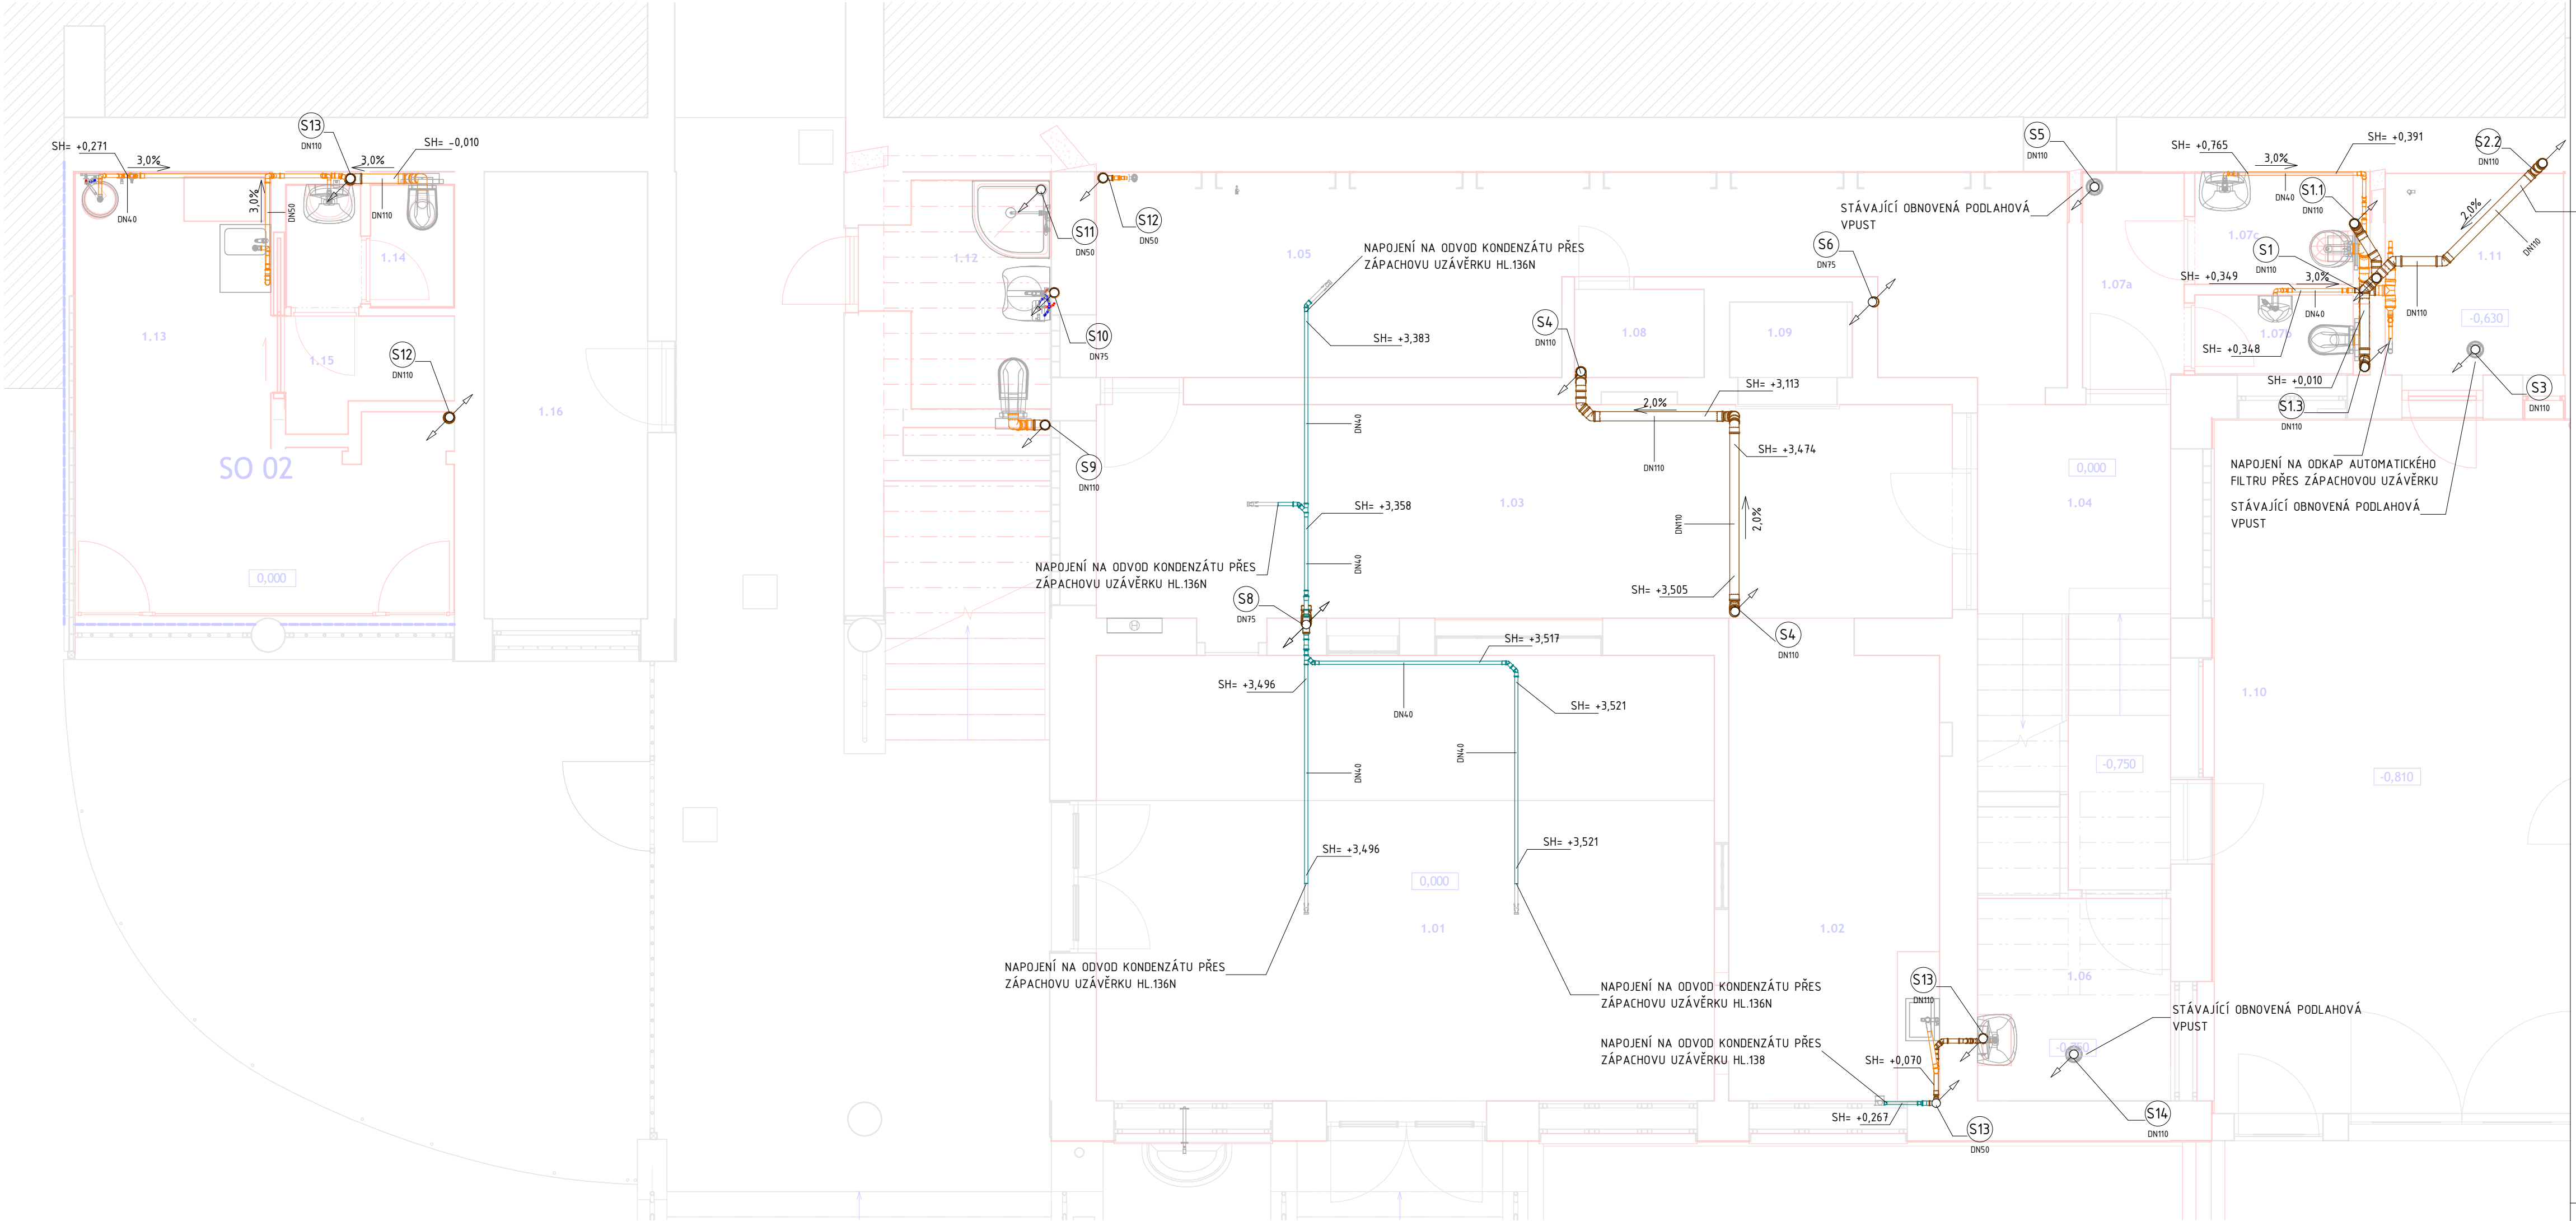 SH= +0,271
3,0%
DN40
S13
DN110
3,0%
DN110
SH= -0,010
3,0%
DN50
1.13
1.14
1.15
S12
DN110
1.16
SO 02
0,000
1.12
S11
DN50
S12
DN50
S10
DN75
S9
DN110
1.05
NAPOJENÍ NA ODVOD KONDENZÁTU PŘES
ZÁPACHOVU UZÁVĚRKU HL.136N
SH= +3,383
DN40
SH= +3,358
DN40
NAPOJENÍ NA ODVOD KONDENZÁTU PŘES
ZÁPACHOVU UZÁVĚRKU HL.136N
S8
DN75
1.03
S4
DN110
1.08
1.09
SH= +3,113
2,0%
DN110
SH= +3,474
DN110
2,0%
SH= +3,505
S4
DN110
S6
DN75
S5
DN110
STÁVAJÍCÍ OBNOVENÁ PODLAHOVÁ
VPUST
1.07a
SH= +0,765
3,0%
SH= +0,391
DN40
S1.1
DN110
1.07c
S1
DN110
SH= +0,349
3,0%
DN40
1.07b
SH= +0,348
SH= +0,010
S1.3
DN110
S2.2
DN110
2,0%
DN110
DN110
1.11
-0,630
S3
DN110
NAPOJENÍ NA ODKAP AUTOMATICKÉHO
FILTRU PŘES ZÁPACHOVOU UZÁVĚRKU
STÁVAJÍCÍ OBNOVENÁ PODLAHOVÁ
VPUST
0,000
1.04
SH= +3,517
SH= +3,496
DN40
SH= +3,521
DN40
DN40
SH= +3,496
SH= +3,521
0,000
1.01
1.02
1.10
-0,750
-0,810
NAPOJENÍ NA ODVOD KONDENZÁTU PŘES
ZÁPACHOVU UZÁVĚRKU HL.136N
NAPOJENÍ NA ODVOD KONDENZÁTU PŘES
ZÁPACHOVU UZÁVĚRKU HL.136N
NAPOJENÍ NA ODVOD KONDENZÁTU PŘES
ZÁPACHOVU UZÁVĚRKU HL.138
S13
DN110
SH= +0,070
SH= +0,267
S13
DN50
1.06
-0,750
STÁVAJÍCÍ OBNOVENÁ PODLAHOVÁ
VPUST
S14
DN110